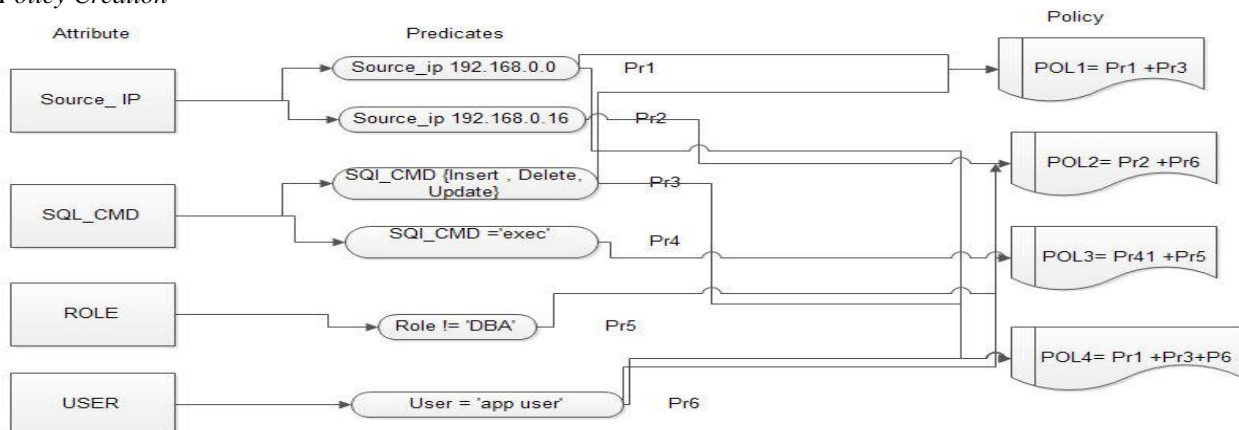 Policy Creation
Attribute
Predicates
Policy
Source_ IP
Source_ip 192.168.0.0
Pr1
POL1= Pr1 +Pr3
Source_ip 192.168.0.16
Pr2
POL2= Pr2 +Pr6
SQL_CMD
SQl_CMD {Insert , Delete,
Update}
Pr3
SQl_CMD ='exec'
Pr4
POL3= Pr41 +Pr5
ROLE
Role != 'DBA'
Pr5
POL4= Pr1 +Pr3+P6
USER
User = 'app user'
Pr6